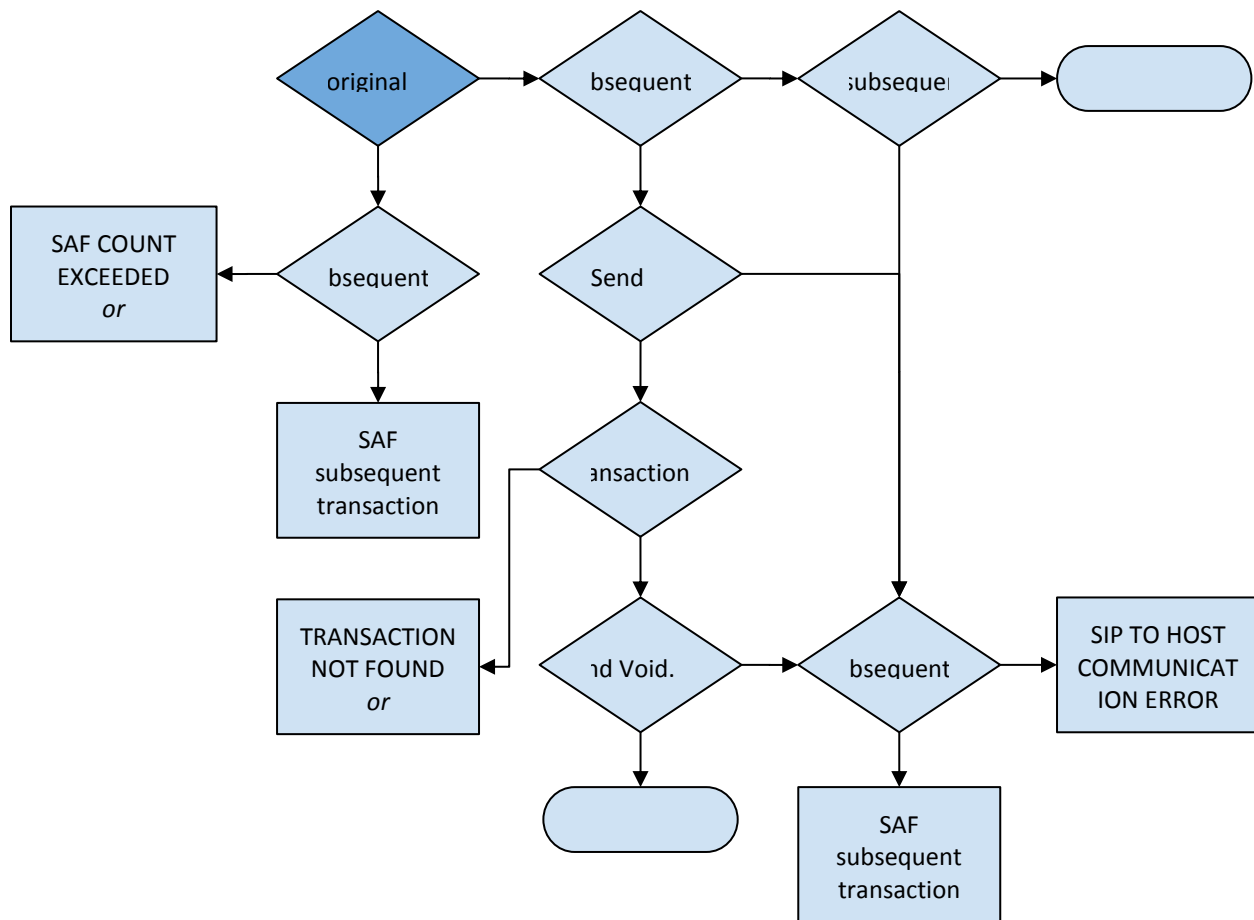 original
bsequent
subsequer
SAF COUNT
EXCEEDED
or
bsequent
Send
SAF
subsequent
transaction
ansaction
TRANSACTION
NOT FOUND
or
nd Void.
bsequent
SIP TO HOST
COMMUNICAT
ION ERROR
SAF
subsequent
transaction